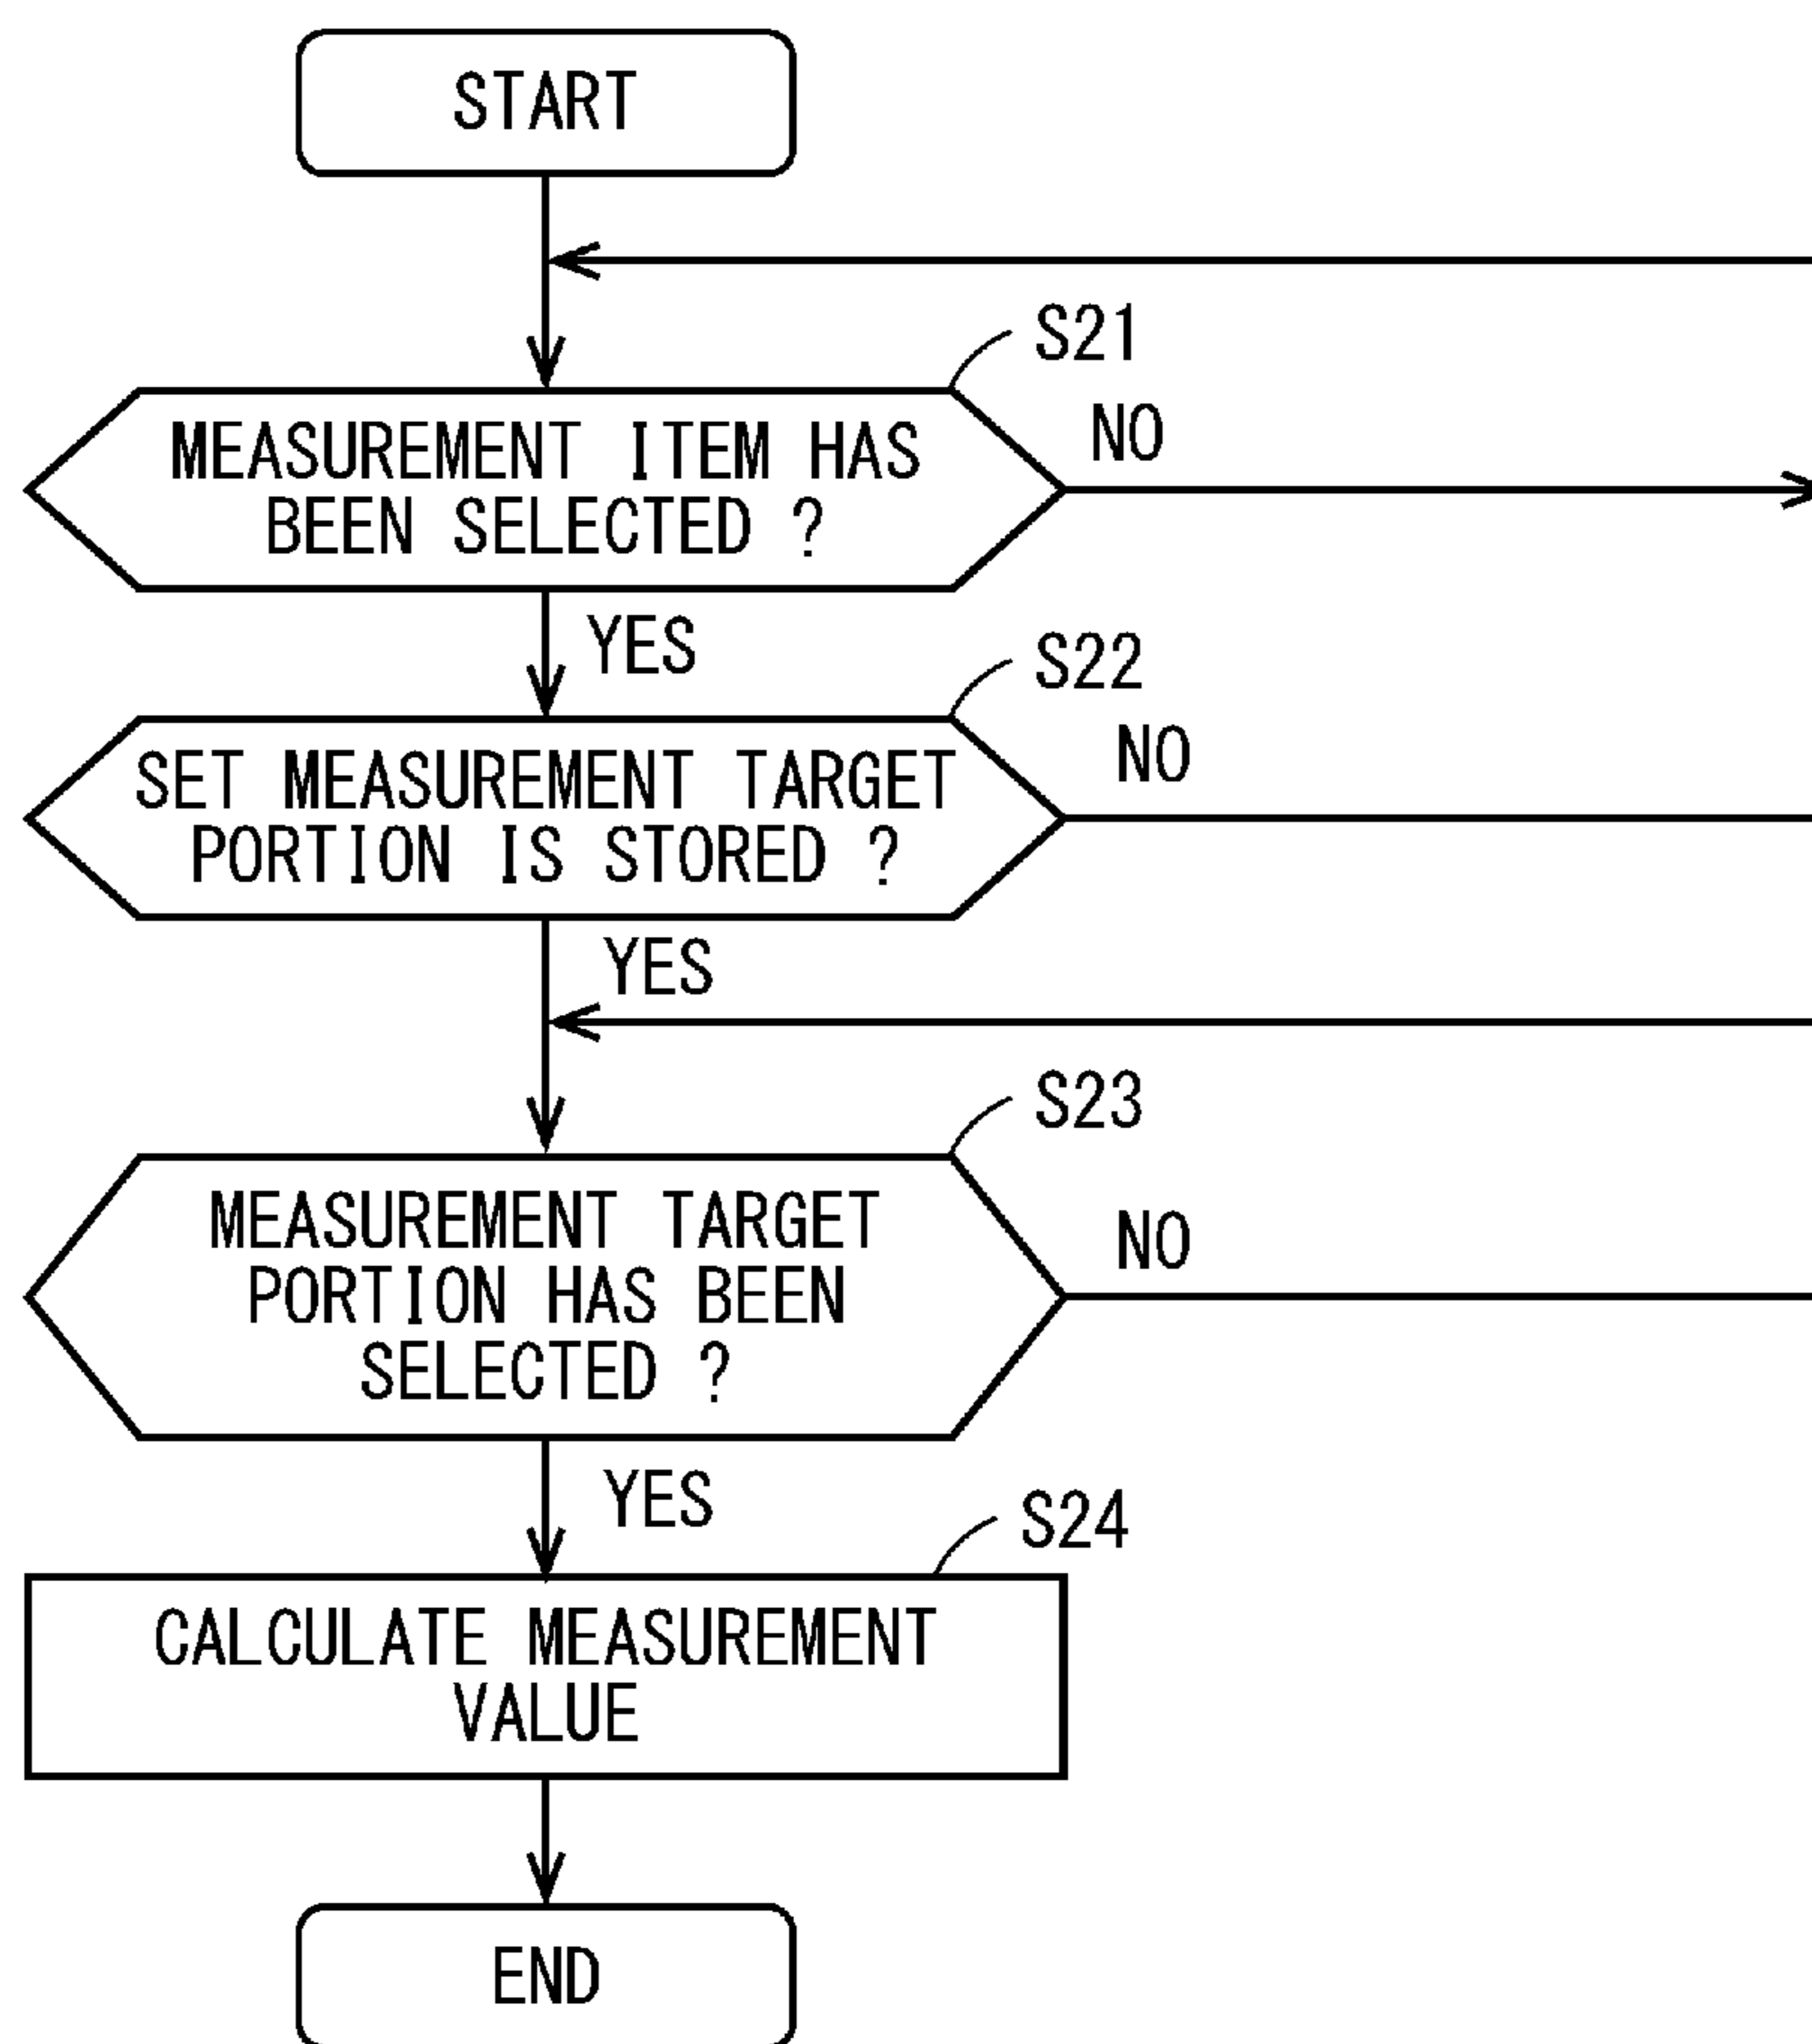 START
S21
MEASUREMENT ITEM HAS
BEEN SELECTED ?
NO
YES
S22
SET MEASUREMENT TARGET
PORTION IS STORED ?
NO
YES
S23
MEASUREMENT TARGET
PORTION HAS BEEN
SELECTED ?
NO
YES
S24
CALCULATE MEASUREMENT
VALUE
END